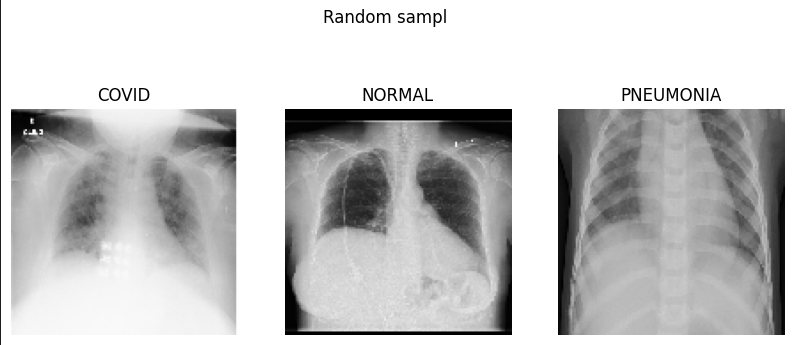 Random sampl
COVID
NORMAL
PNEUMONIA